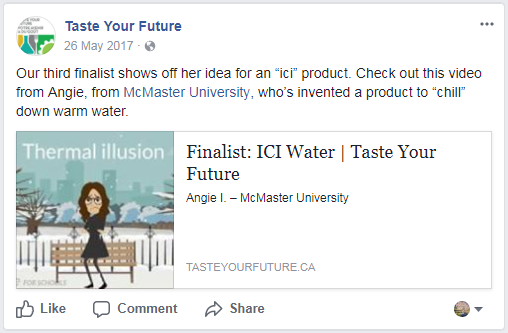 Taste Your Future
26 May 2017 ·
Our third finalist shows off her idea for an “ici” product. Check out this video
from Angie, from McMaster University, who’s invented a product to “chill”
down warm water.
Thermal illusion
FOR SCHOOLS
Finalist: ICI Water | Taste Your
Future
Angie I. – McMaster University
TASTEYOURFUTURE.CA
Like Comment Share